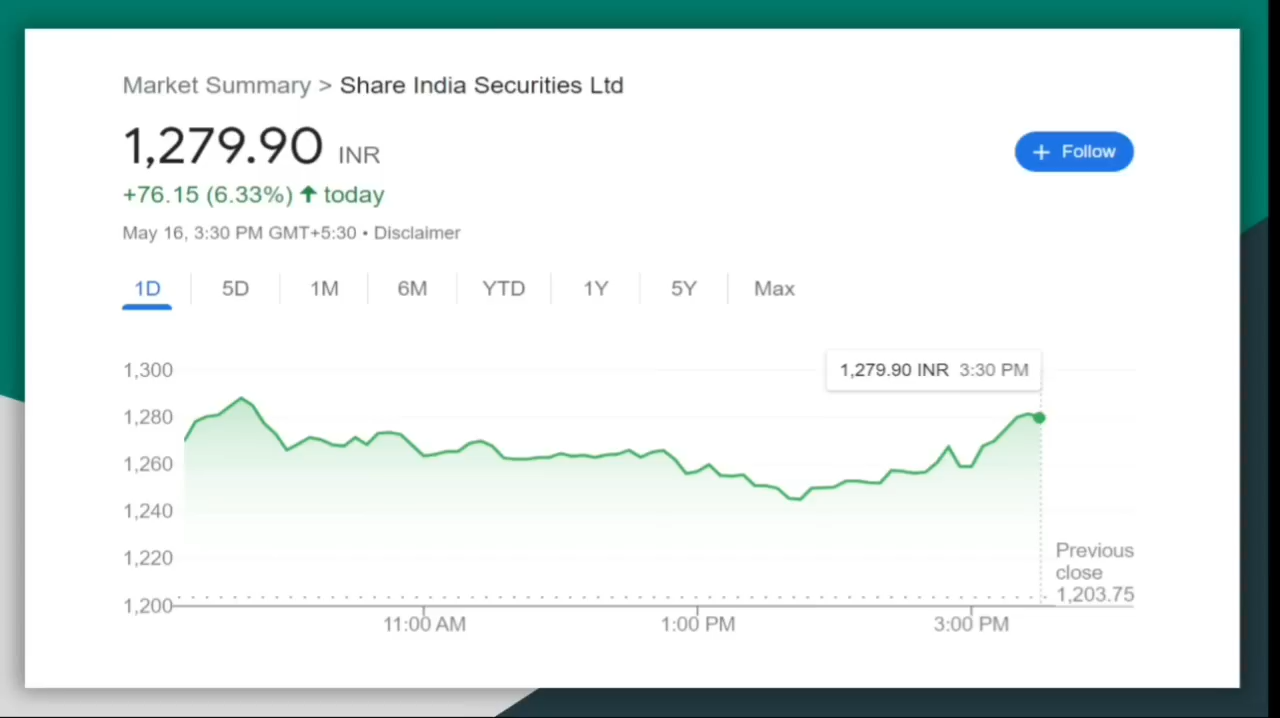 Market Summary > Share India Securities Ltd
1,279.90 INR
+ Follow
+76.15 (6.33%) ↑ today
May 16, 3:30 PM GMT+5:30 • Disclaimer
1D 5D 1M 6M YTD 1Y 5Y Max
1,279.90 INR 3:30 PM
1,300
1,280
1,260
1,240
1,220
1,200
Previous
close
1,203.75
11:00 AM 1:00 PM 3:00 PM